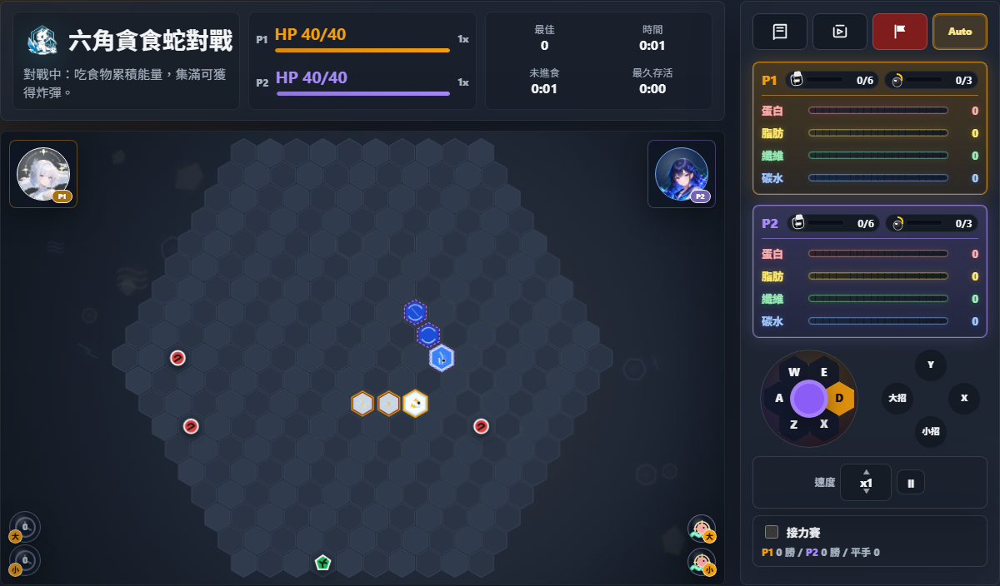 六角貪食蛇對戰
對戰中：吃食物累積能量，集滿可獲
得炸彈。
P1 HP 40/40 1x
P2 HP 40/40 1x
最佳 時間
0 0:01
未進食 最久存活
0:01 0:00
Auto
P1 0/6 0/3
蛋白 0
脂肪 0
纖維 0
碳水 0
P2 0/6 0/3
蛋白 0
脂肪 0
纖維 0
碳水 0
P1
P2
W E
A D
Z X
Y
大招 X
小招
速度 x1
接力賽
P1 0 勝 / P2 0 勝 / 平手 0
0
大
0
小
大
小